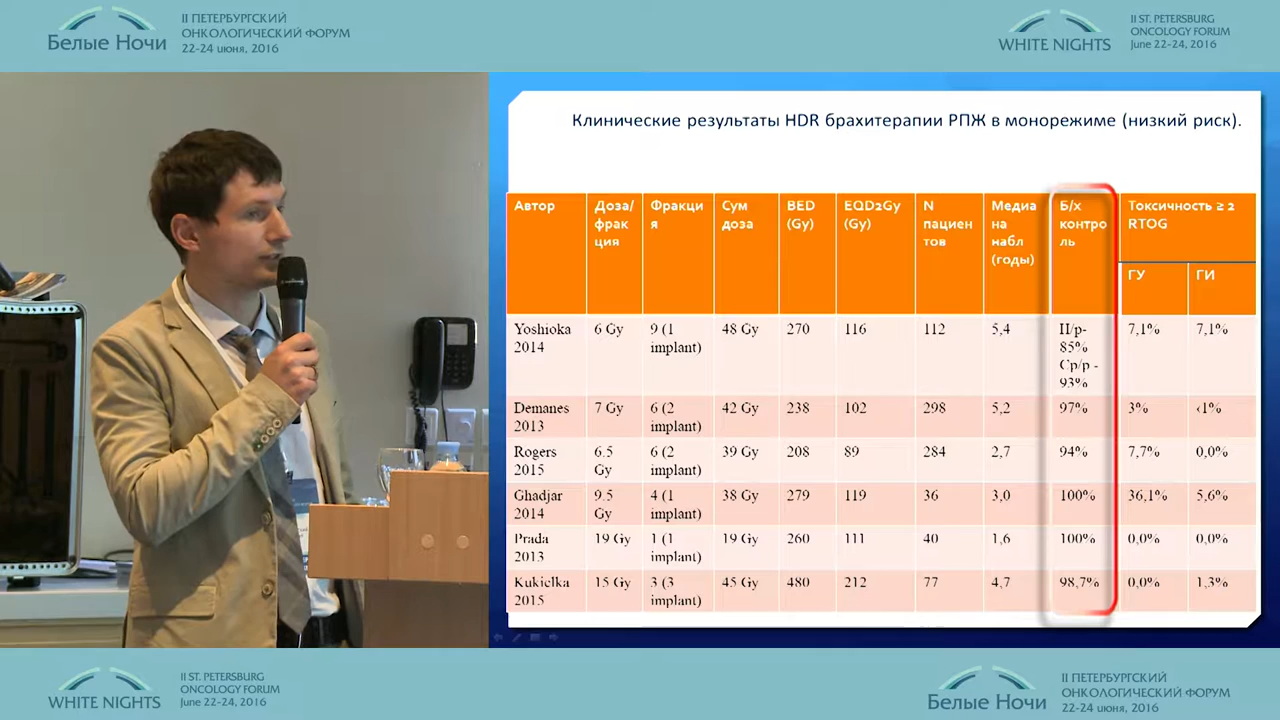 II ПЕТЕРБУРГСКИЙ
ОНКОЛОГИЧЕСКИЙ ФОРУМ
Белые Ночи
22-24 июня, 2016
II ST. PETERSBURG
ONCOLOGY FORUM
WHITE NIGHTS
June 22-24, 2016
Клинические результаты HDR брахитерапии РПЖ в монорежиме (низкий риск).
Автор Доза/ Фракци Сум BED EQD2Gy N Медиа Б/х Токсичность ≥ 2
фрак я доза (Gy) (Gy) пациен на контро RTOG
ция тов набл ль
(годы)
ГУ ГИ
Yoshioka 6 Gy 9 (1 48 Gy 270 116 112 5,4 П/р- 7,1% 7,1%
2014 implant) 85%
Ср/р -
93%
Demanes 7 Gy 6 (2 42 Gy 238 102 298 5,2 97% 3% ‹1%
2013 implant)
Rogers 6.5 6 (2 39 Gy 208 89 284 2,7 94% 7,7% 0,0%
2015 Gy implant)
Ghadjar 9.5 4 (1 38 Gy 279 119 36 3,0 100% 36,1% 5,6%
2014 Gy implant)
Prada 19 Gy 1 (1 19 Gy 260 111 40 1,6 100% 0,0% 0,0%
2013 implant)
Kukielka 15 Gy 3 (3 45 Gy 480 212 77 4,7 98,7% 0,0% 1,3%
2015 implant)
II ST. PETERSBURG
ONCOLOGY FORUM
WHITE NIGHTS
June 22-24, 2016
II ПЕТЕРБУРГСКИЙ
ОНКОЛОГИЧЕСКИЙ ФОРУМ
Белые Ночи
22-24 июня, 2016